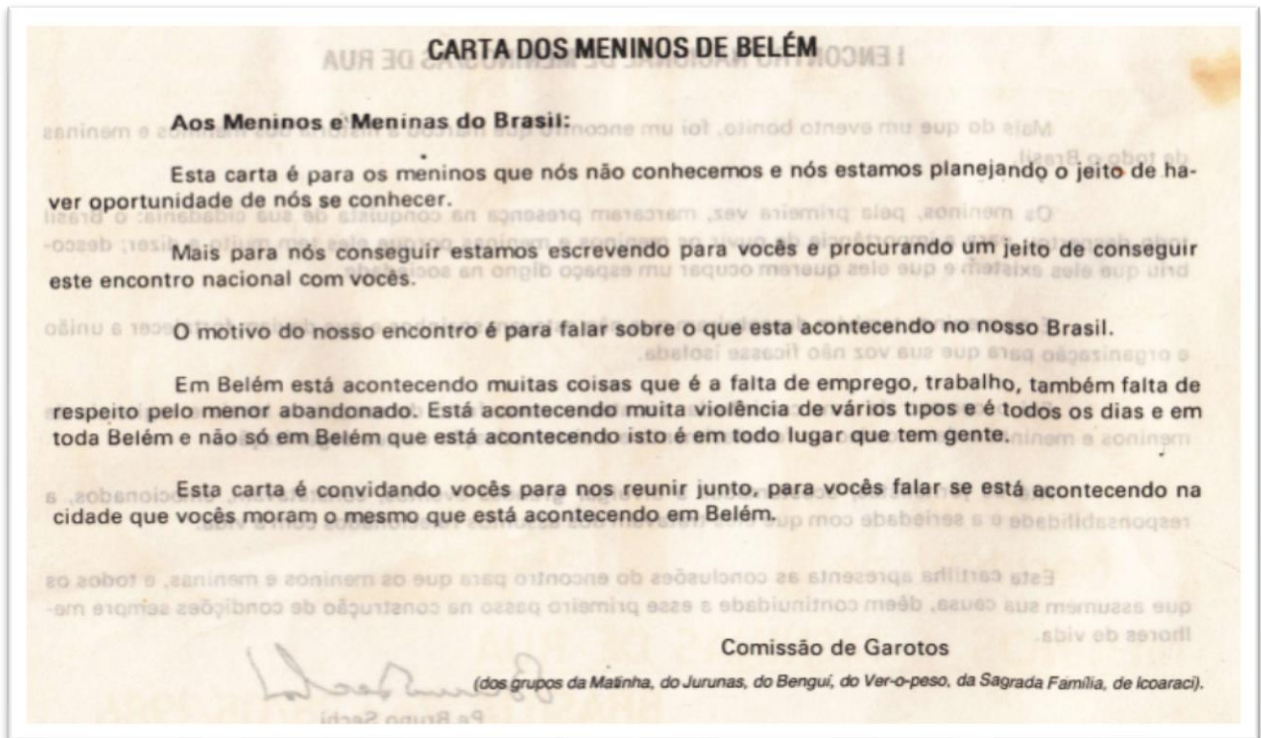 CARTA DOS MENINOS DE BELÉM
Aos Meninos e Meninas do Brasil:
Esta carta é para os meninos que nós não conhecemos e nós estamos planejando o jeito de ha-
ver oportunidade de nós se conhecer.
Mais para nós conseguir estamos escrevendo para vocês e procurando um jeito de conseguir
este encontro nacional com vocês.
O motivo do nosso encontro é para falar sobre o que esta acontecendo no nosso Brasil.
Em Belém está acontecendo muitas coisas que é a falta de emprego, trabalho, também falta de
respeito pelo menor abandonado. Está acontecendo muita violência de vários tipos e é todos os dias e em
toda Belém e não só em Belém que está acontecendo isto é em todo lugar que tem gente.
Esta carta é convidando vocês para nos reunir junto, para vocês falar se está acontecendo na
cidade que vocês moram o mesmo que está acontecendo em Belém.
Comissão de Garotos
(dos grupos da Matinha, do Jurunas, do Benguí, do Ver-o-peso, da Sagrada Família, de Icoaraci).